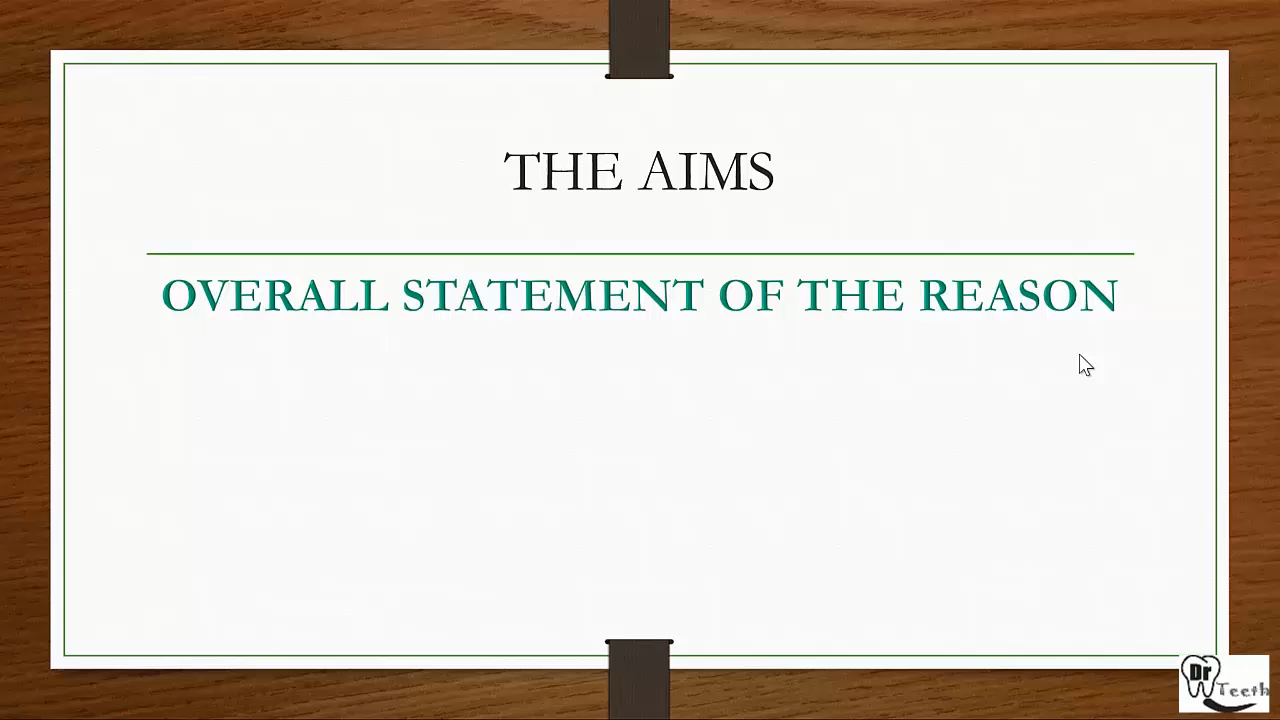 THE AIMS
OVERALL STATEMENT OF THE REASON
Dr
Teeth